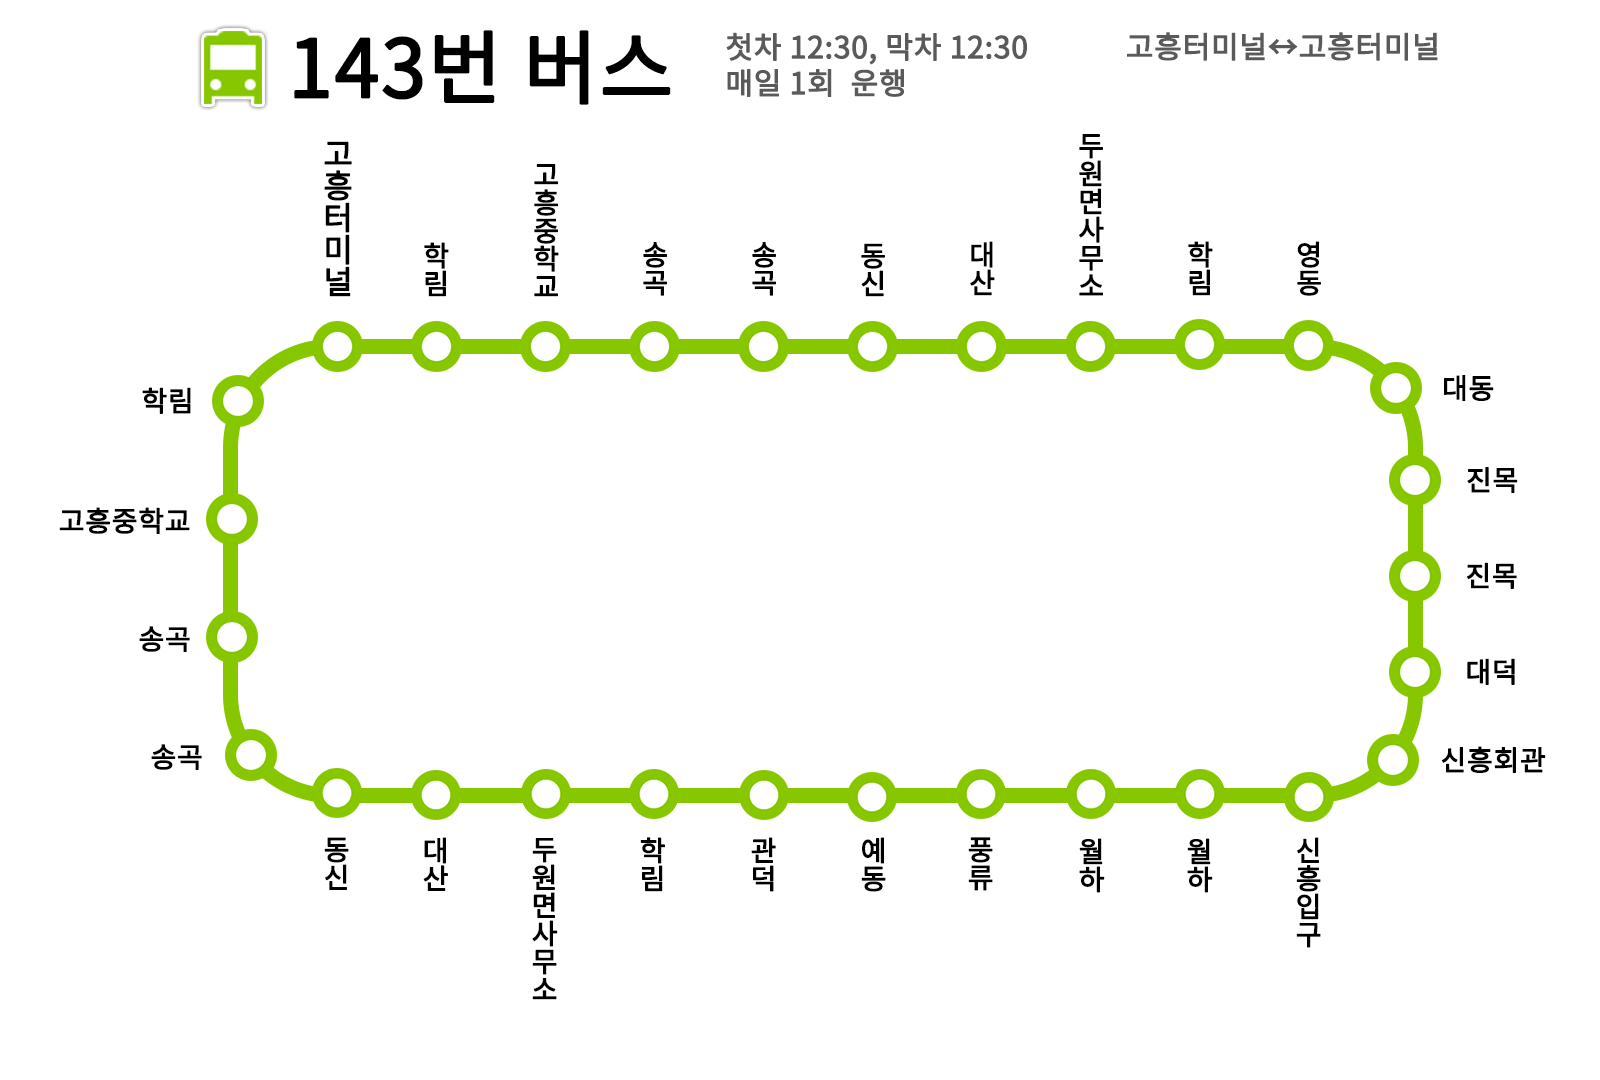 143번 버스
첫차 12:30, 막차 12:30
매일 1회 운행
고흥터미널↔고흥터미널
고흥터미널
학림
고흥중학교
송곡
송곡
동신
대산
두원면사무소
학림
영동
대동
진목
진목
대덕
신흥회관
신흥입구
월하
월하
풍류
예동
관덕
학림
두원면사무소
대산
동신
송곡
송곡
고흥중학교
학림